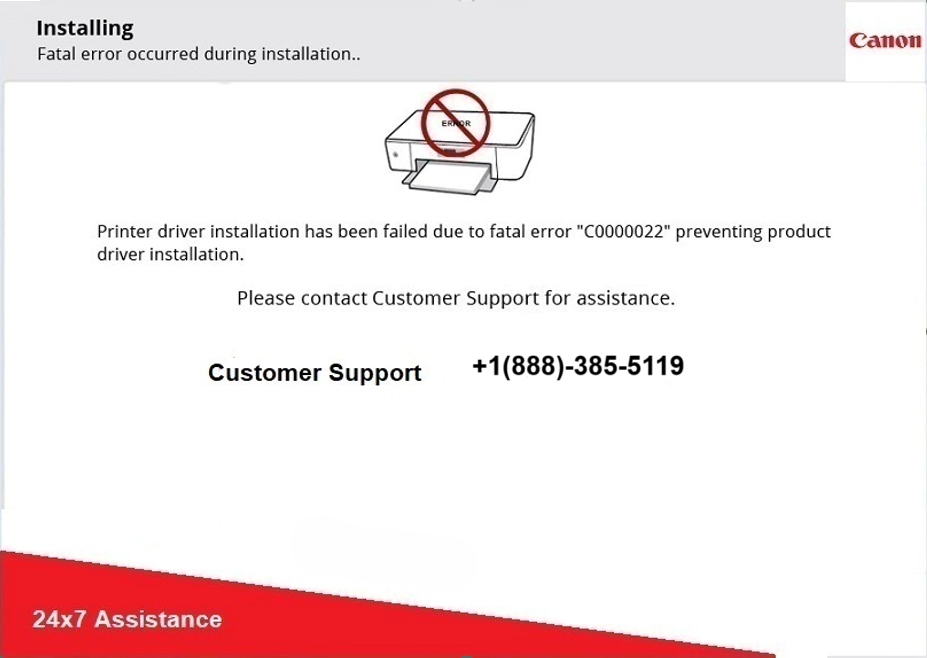 Installing
Fatal error occurred during installation..
Canon
ERROR
Printer driver installation has been failed due to fatal error "C0000022" preventing product
driver installation.
Please contact Customer Support for assistance.
Customer Support +1(888)-385-5119
24x7 Assistance